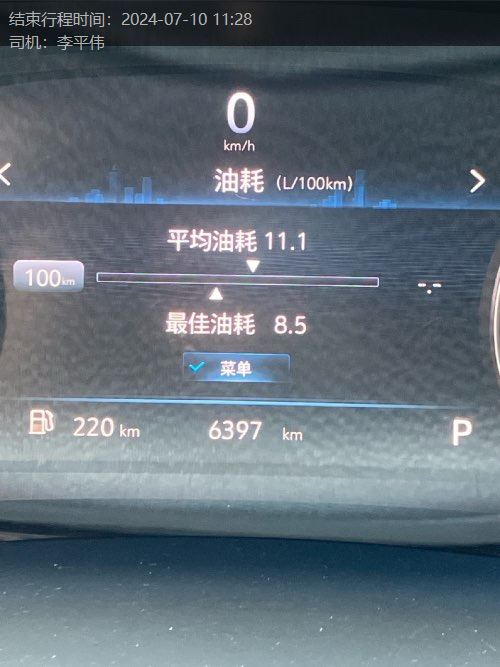 结束行程时间：2024-07-10 11:28
司机：李平伟
0
km/h
油耗 (L/100km)
平均油耗 11.1
100km
-.-
最佳油耗 8.5
菜单
220 km 6397 km P